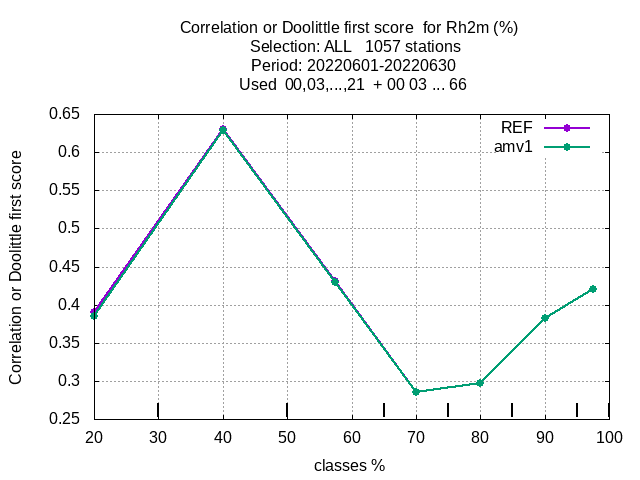 Correlation or Doolittle first score  for Rh2m (%)
Selection: ALL   1057 stations
Period: 20220601-20220630
Used  00,03,...,21  + 00 03 ... 66
Correlation or Doolittle first score
0.65
0.6
0.55
0.5
0.45
0.4
0.35
0.3
0.25
REF
amv1
20 30 40 50 60 70 80 90 100
classes %